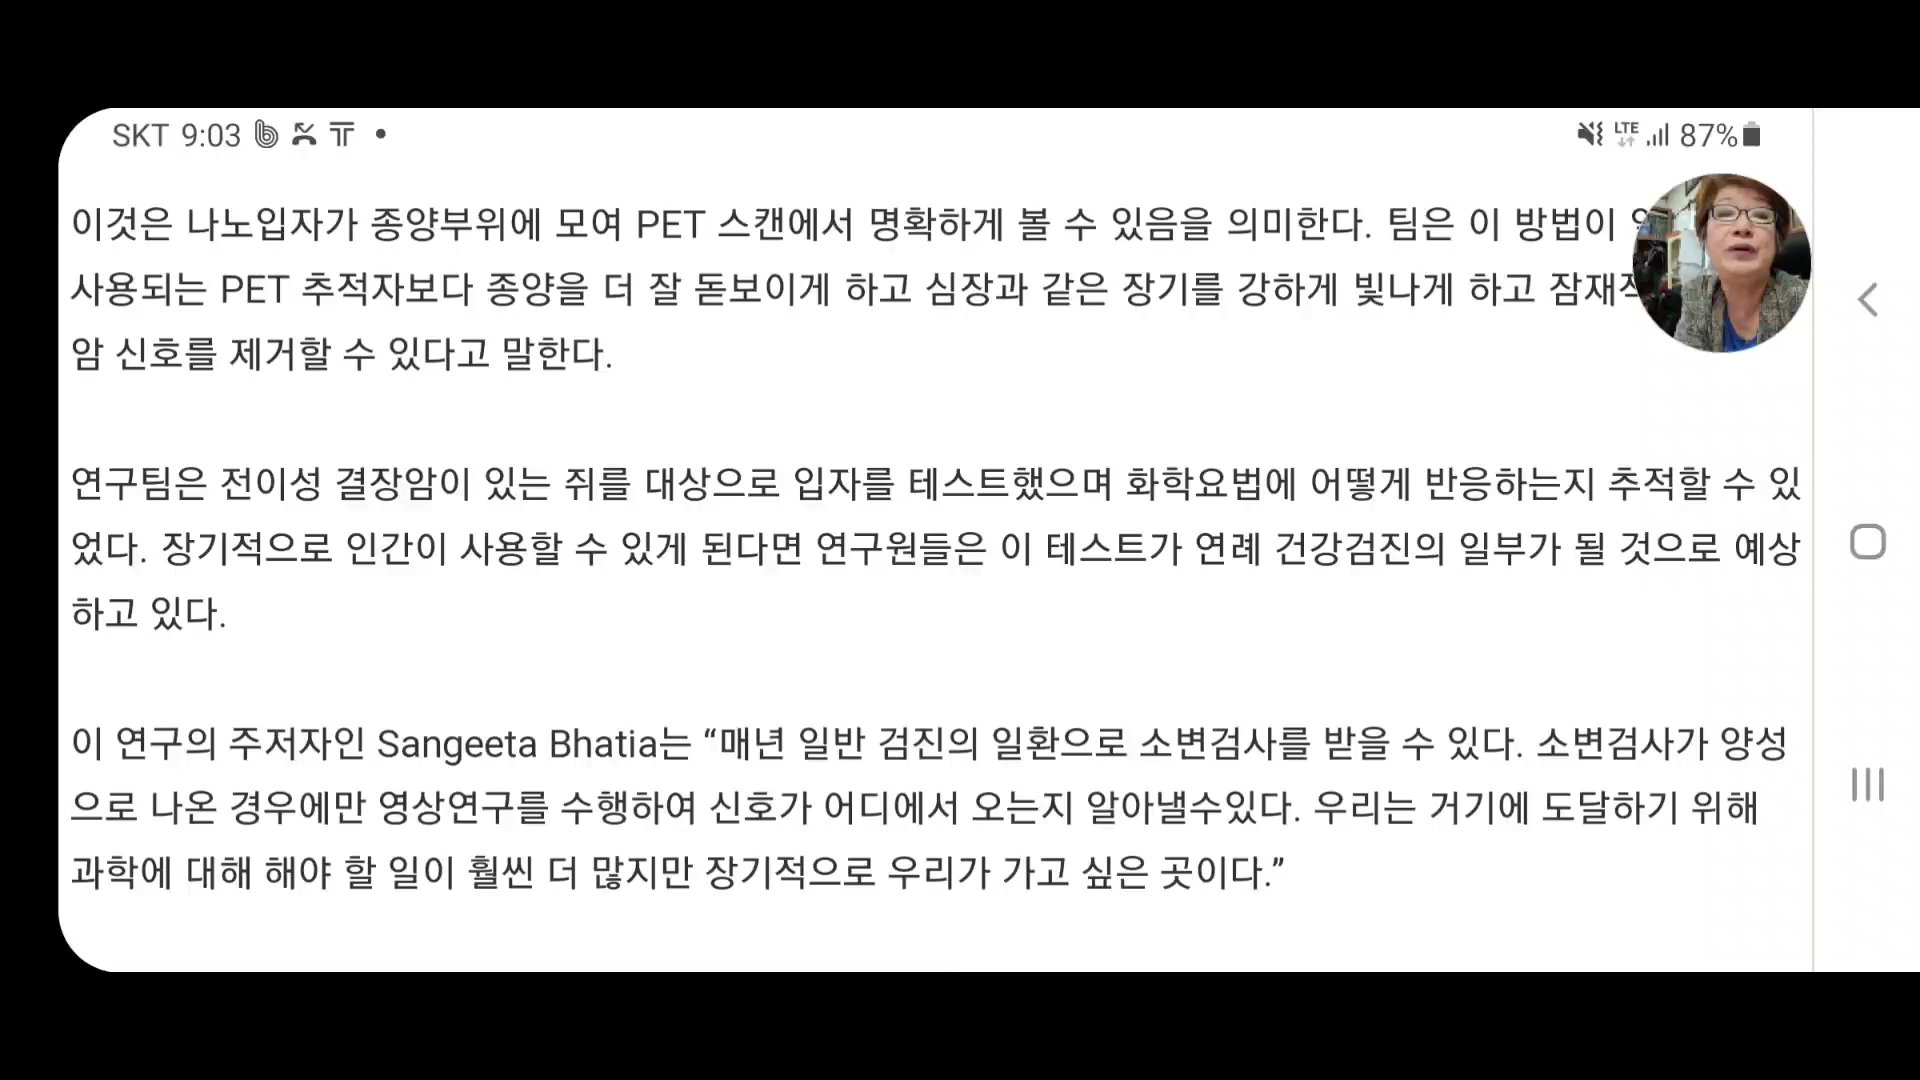 SKT 9:03
LTE 87%
이것은 나노입자가 종양부위에 모여 PET 스캔에서 명확하게 볼 수 있음을 의미한다. 팀은 이 방법이
사용되는 PET 추적자보다 종양을 더 잘 돋보이게 하고 심장과 같은 장기를 강하게 빛나게 하고
암 신호를 제거할 수 있다고 말한다.
연구팀은 전이성 결장암이 있는 쥐를 대상으로 입자를 테스트했으며 화학요법에 어떻게 반응하는지 추적할 수 있
었다. 장기적으로 인간이 사용할 수 있게 된다면 연구원들은 이 테스트가 연례 건강검진의 일부가 될 것으로 예상
하고 있다.
이 연구의 주저자인 Sangeeta Bhatia는 “매년 일반 검진의 일환으로 소변검사를 받을 수 있다. 소변검사가 양성
으로 나온 경우에만 영상연구를 수행하여 신호가 어디에서 오는지 알아낼수있다. 우리는 거기에 도달하기 위해
과학에 대해 해야 할 일이 훨씬 더 많지만 장기적으로 우리가 가고 싶은 곳이다.”